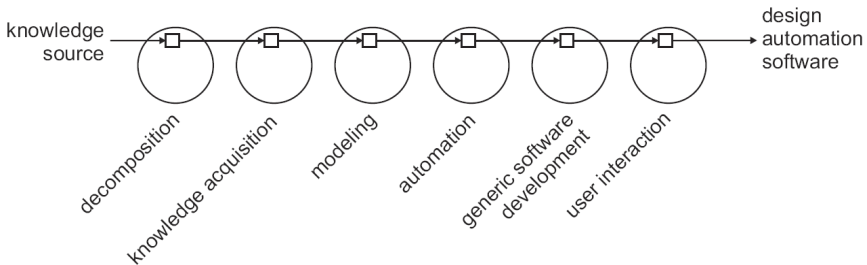 knowledge
source
decomposition
knowledge acquisition
modeling
automation
generic software
development
user interaction
design
automation
software